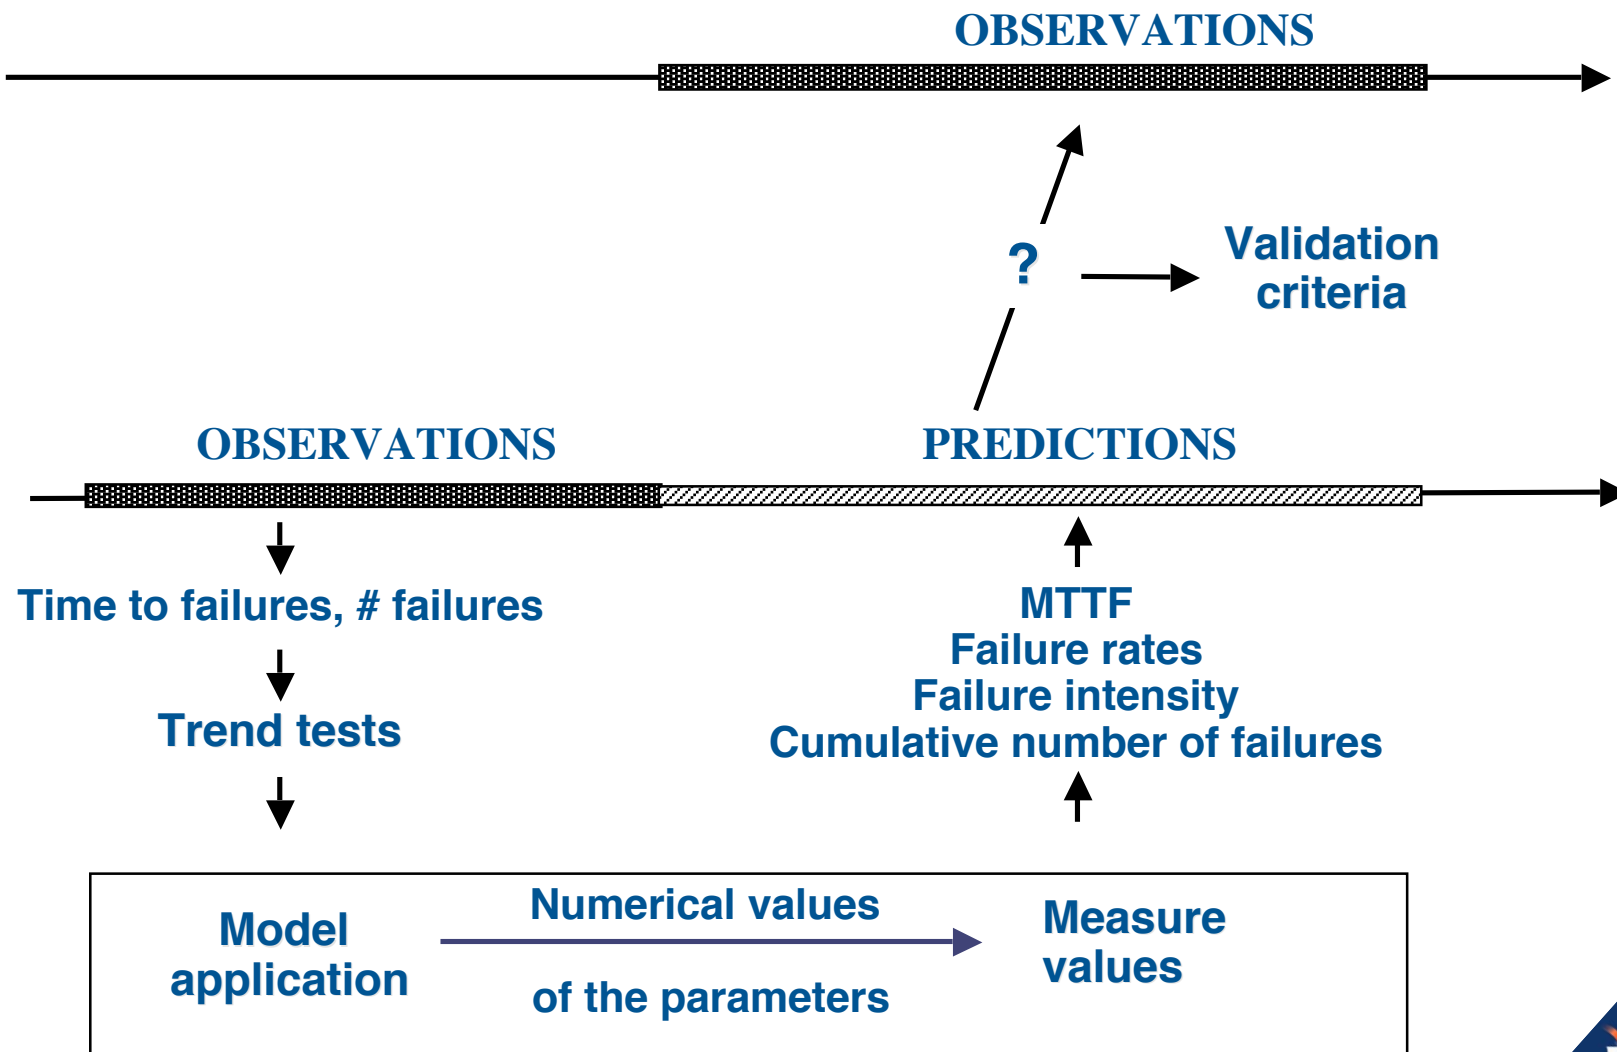 OBSERVATIONS
?
Validation
criteria
OBSERVATIONS
PREDICTIONS
Time to failures, # failures
Trend tests
MTTF
Failure rates
Failure intensity
Cumulative number of failures
Model
application
Numerical values
of the parameters
Measure
values